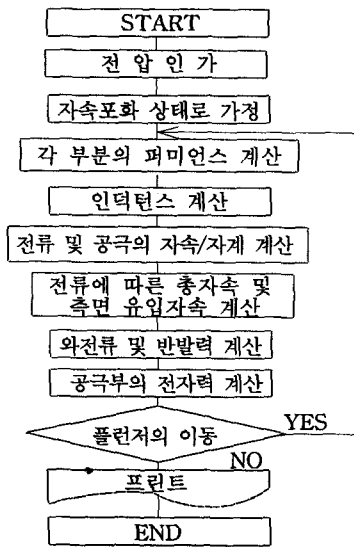 START
전 압 인 가
자속포화 상태로 가정
각 부분의 퍼미언스 계산
인덕턴스 계산
전류 및 공극의 자속/자계 계산
전류에 따른 총자속 및
측면 유입자속 계산
와전류 및 반발력 계산
공극부의 전자력 계산
플런저의 이동
YES
NO
프린트
END